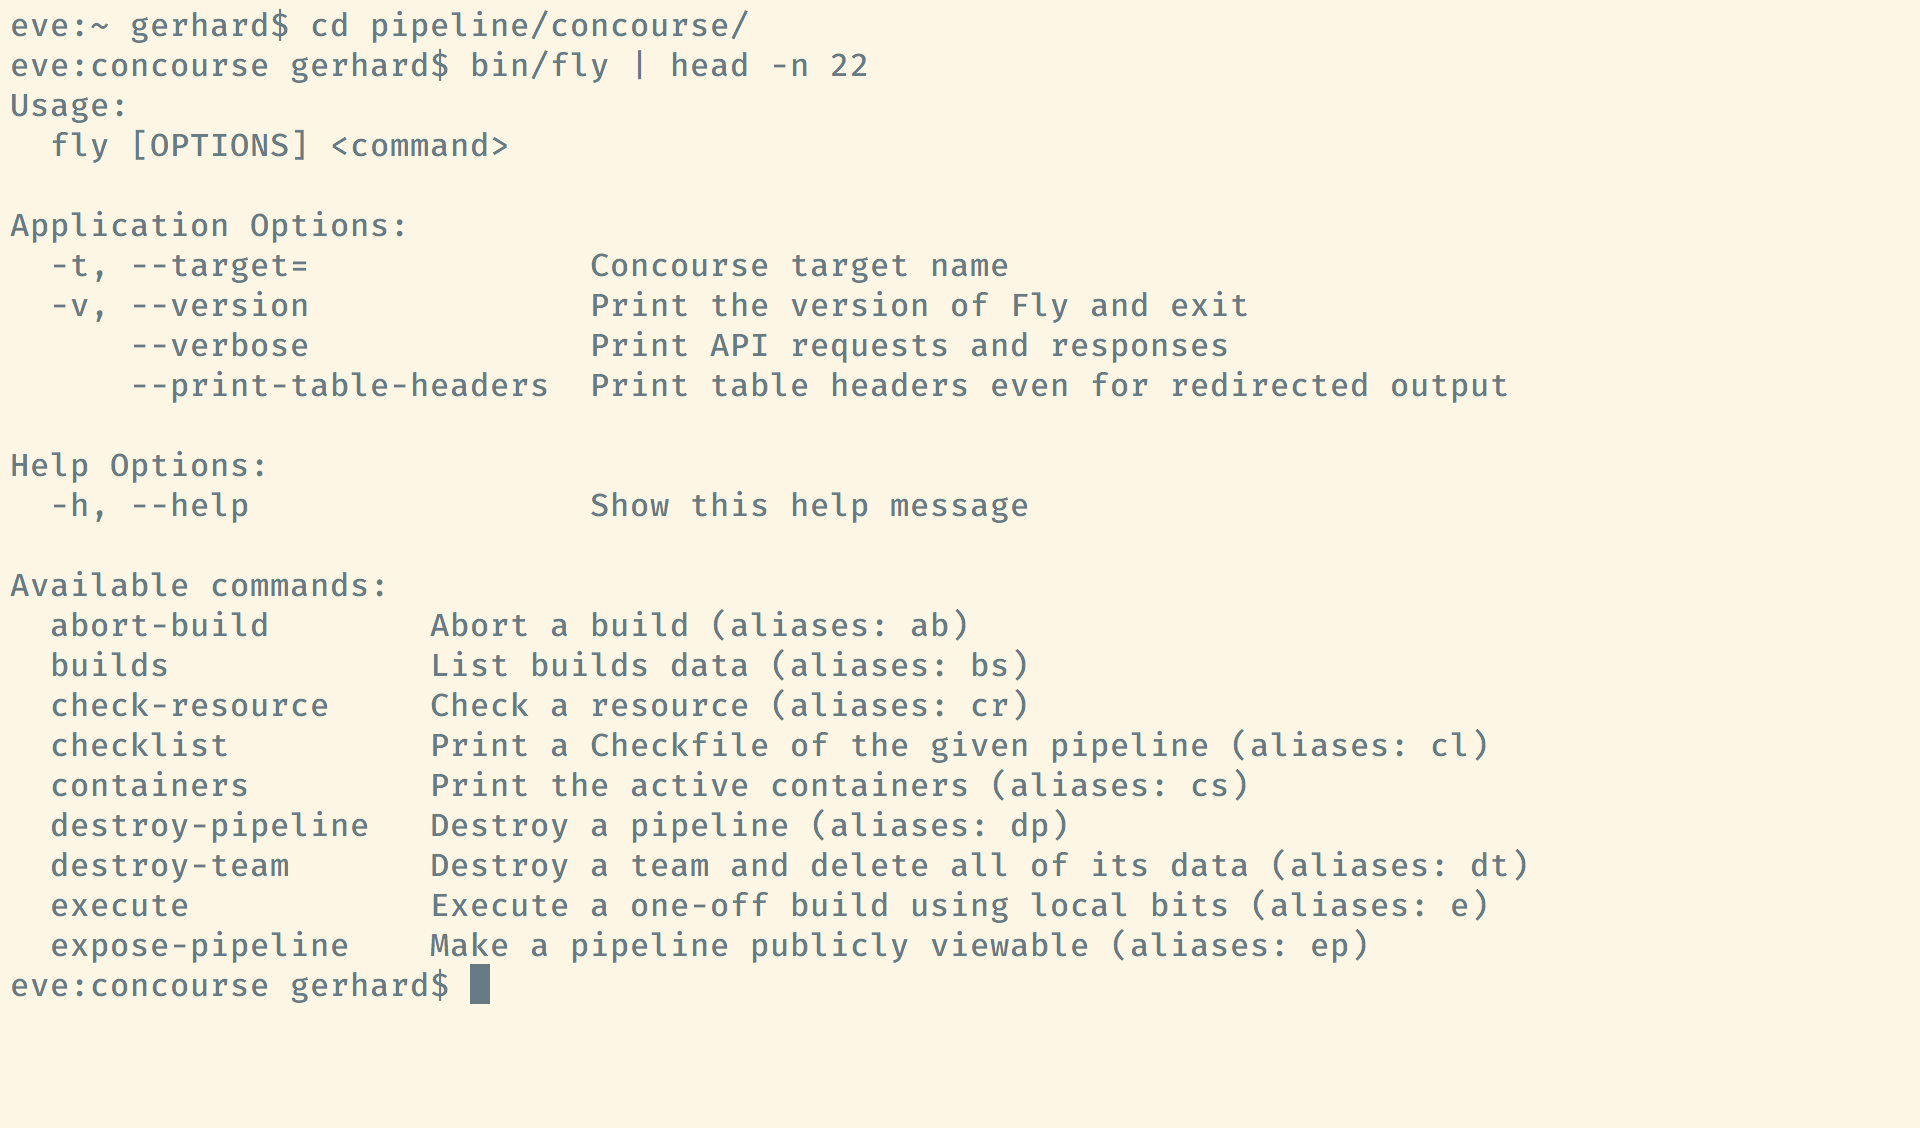 eve:~ gerhard$ cd pipeline/concourse/
eve:concourse gerhard$ bin/fly | head -n 22
Usage:
  fly [OPTIONS] <command>

Application Options:
  -t, --target=              Concourse target name
  -v, --version              Print the version of Fly and exit
      --verbose              Print API requests and responses
      --print-table-headers  Print table headers even for redirected output

Help Options:
  -h, --help                 Show this help message

Available commands:
  abort-build        Abort a build (aliases: ab)
  builds             List builds data (aliases: bs)
  check-resource     Check a resource (aliases: cr)
  checklist          Print a Checkfile of the given pipeline (aliases: cl)
  containers         Print the active containers (aliases: cs)
  destroy-pipeline   Destroy a pipeline (aliases: dp)
  destroy-team       Destroy a team and delete all of its data (aliases: dt)
  execute            Execute a one-off build using local bits (aliases: e)
  expose-pipeline    Make a pipeline publicly viewable (aliases: ep)
eve:concourse gerhard$